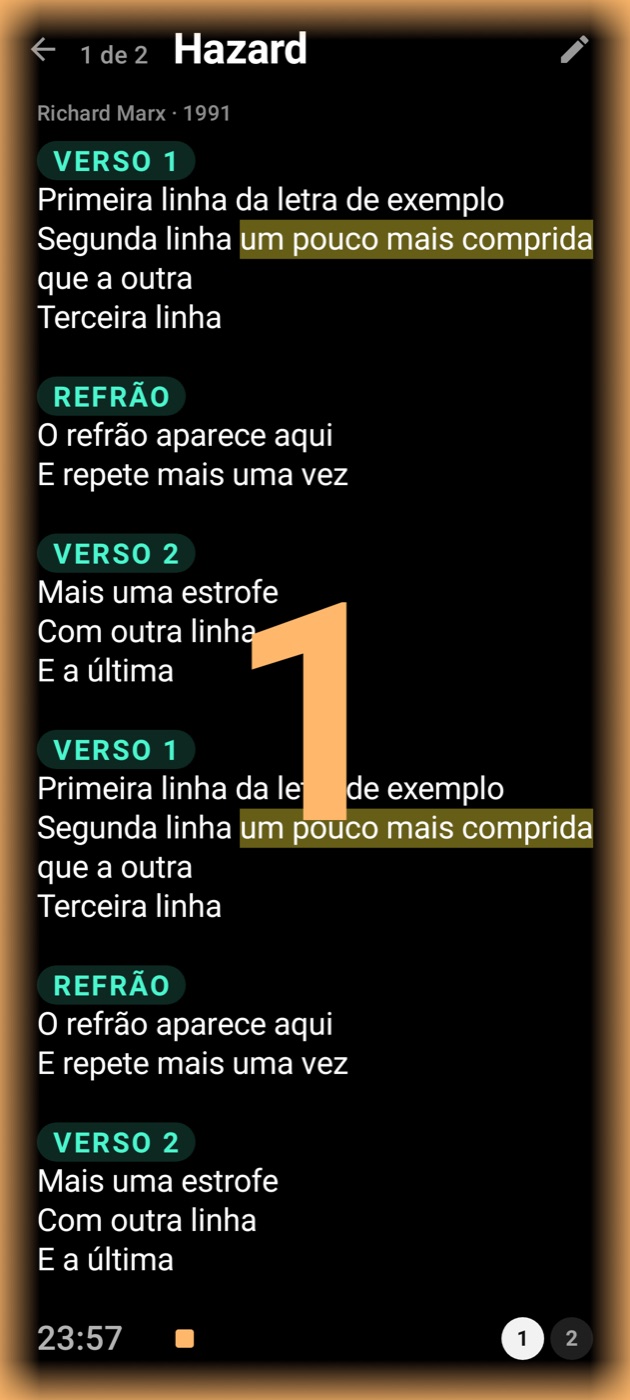 1 de 2 Hazard
Richard Marx · 1991
VERSO 1
Primeira linha da letra de exemplo
Segunda linha um pouco mais comprida
que a outra
Terceira linha
REFRÃO
O refrão aparece aqui
E repete mais uma vez
VERSO 2
Mais uma estrofe
Com outra linha
E a última
1
VERSO 1
Primeira linha da letra de exemplo
Segunda linha um pouco mais comprida
que a outra
Terceira linha
REFRÃO
O refrão aparece aqui
E repete mais uma vez
VERSO 2
Mais uma estrofe
Com outra linha
E a última
23:57 1 2